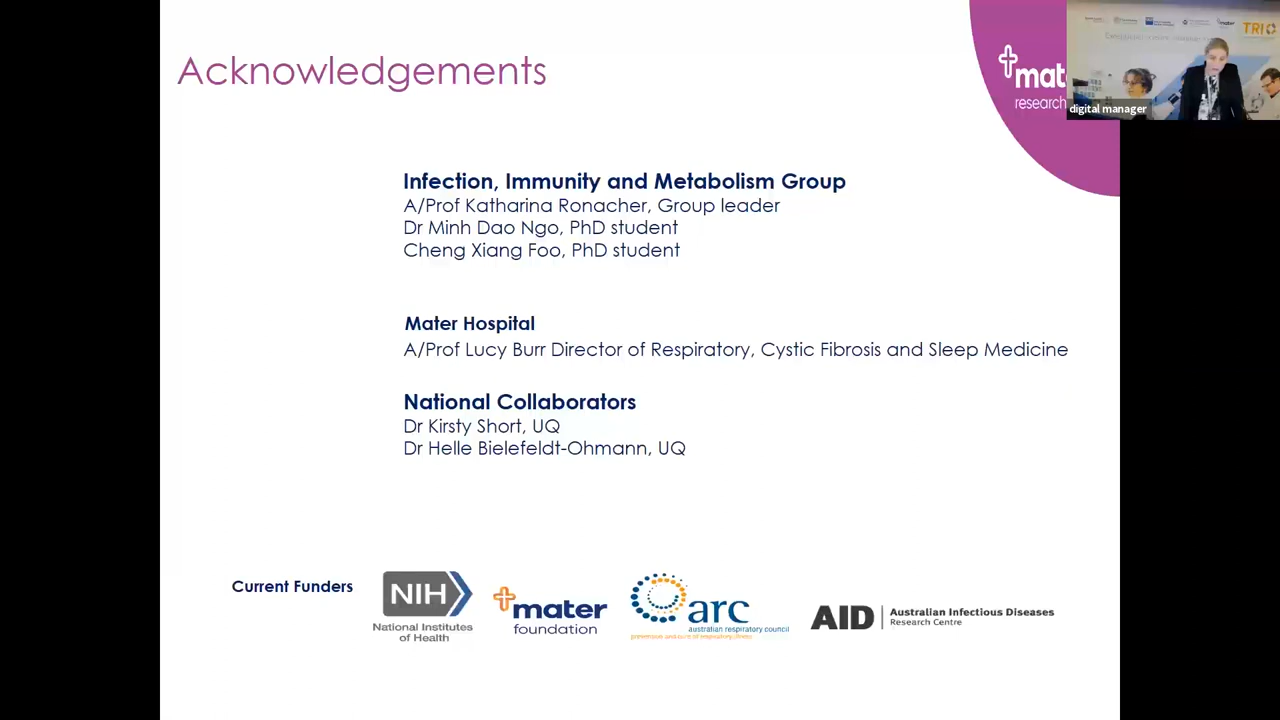 Acknowledgements
mat
research
TRI
mater
digital manager
Infection, Immunity and Metabolism Group
A/Prof Katharina Ronacher, Group leader
Dr Minh Dao Ngo, PhD student
Cheng Xiang Foo, PhD student
Mater Hospital
A/Prof Lucy Burr Director of Respiratory, Cystic Fibrosis and Sleep Medicine
National Collaborators
Dr Kirsty Short, UQ
Dr Helle Bielefeldt-Ohmann, UQ
Current Funders
NIH
National Institutes
of Health
mater
foundation
arc
australian respiratory council
AID
Australian Infectious Diseases
Research Centre